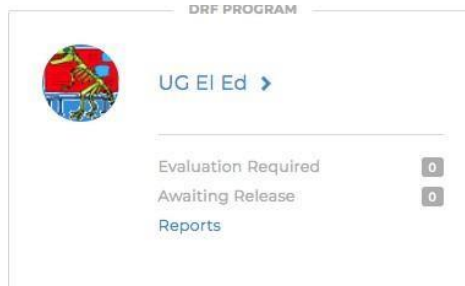 DRF PROGRAM
UG El Ed
Evaluation Required 0
Awaiting Release 0
Reports